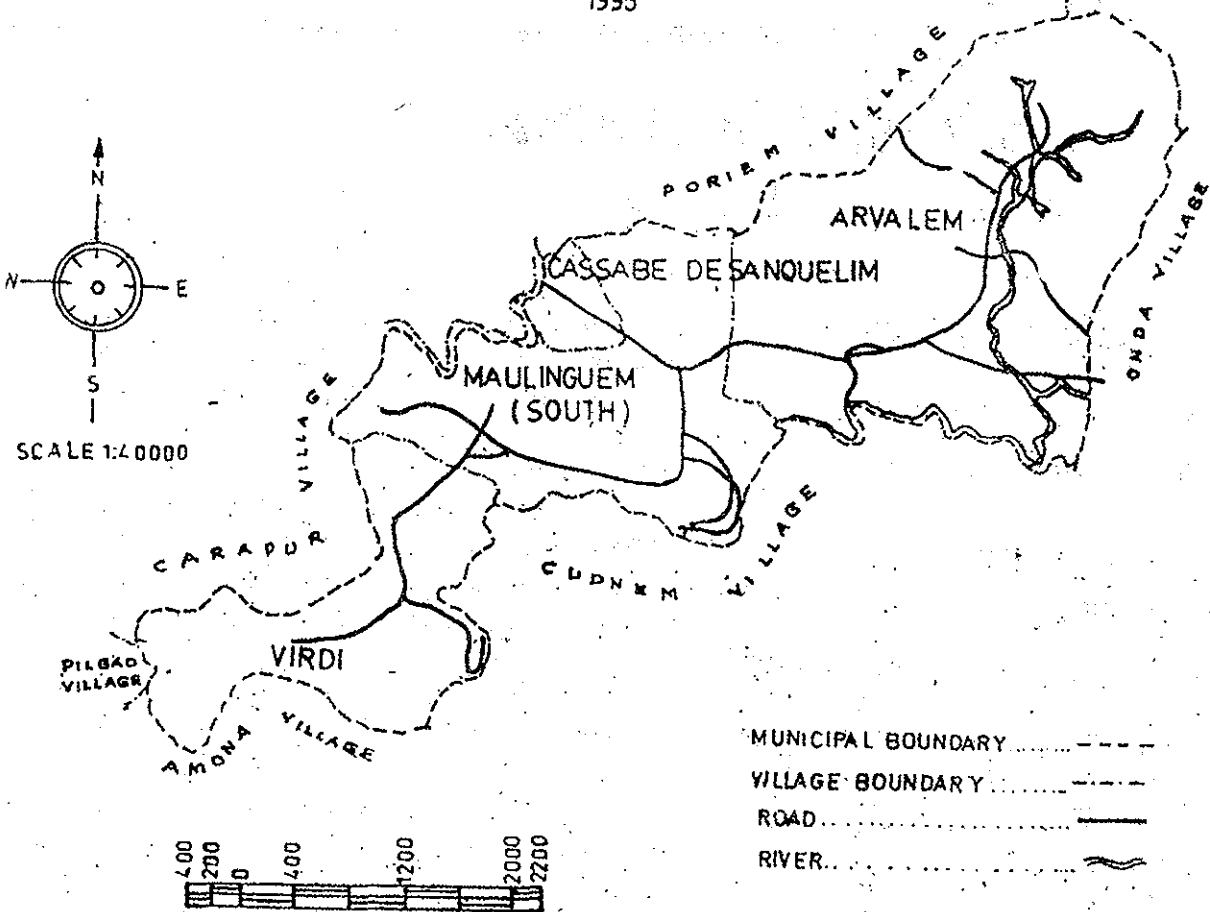 1995
PORIEM VILLAGE
N
ARVALEM
ONDA VILLAGE
CASSABE DE SANQUELIM
N
E
MAULINGUEM
(SOUTH)
S
SCALE 1:40000
CARAPUR VILLAGE
CUDNEM VILLAGE
VIRDI
VILLAGE
AMONA VILLAGE
MUNICIPAL BOUNDARY
VILLAGE BOUNDARY
ROAD
RIVER
400 200 0 400 1200 2000 2200